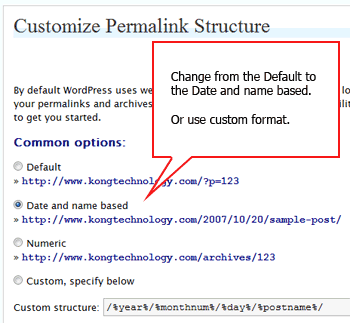 Customize Permalink Structure
Change from the Default to
the Date and name based.
Or use custom format.
By default WordPress uses we lo
your permalinks and archives ilit
to get you started.
Common options:
Default
» http://www.kongtechnology.com/?p=123
Date and name based
» http://www.kongtechnology.com/2007/10/20/sample-post/
Numeric
» http://www.kongtechnology.com/archives/123
Custom, specify below
Custom structure: /%year%/%monthnum%/%day%/%postname%/